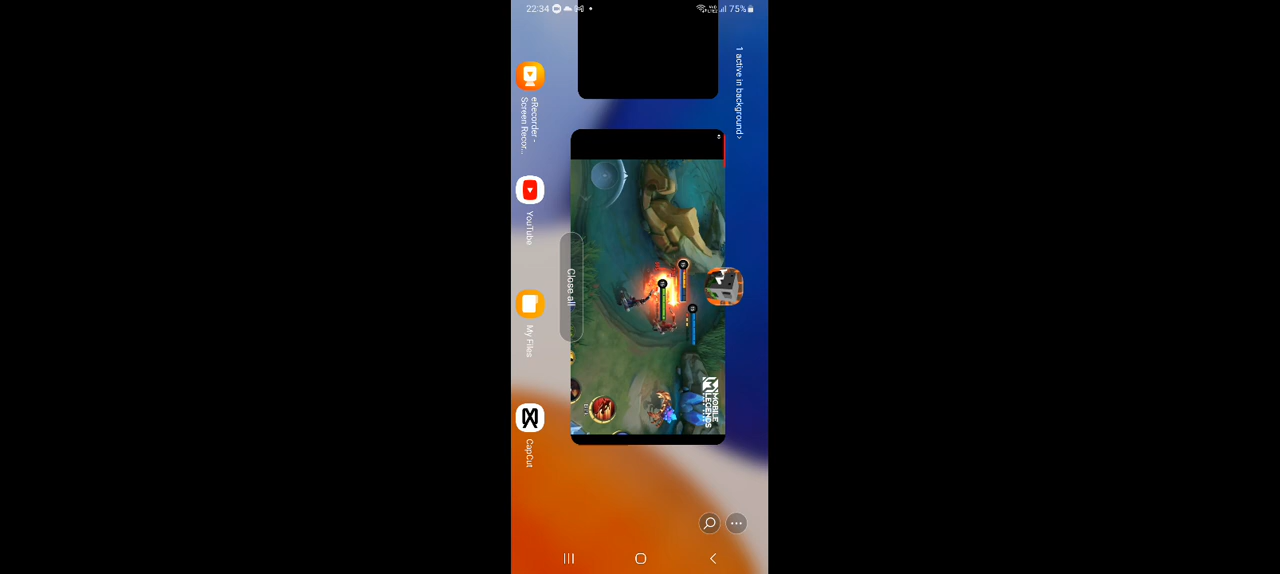 22:34
75%
1 active in background >
eRecorder -
Screen Recor...
YouTube
My Files
CapCut
Close all
MOBILE
LEGENDS